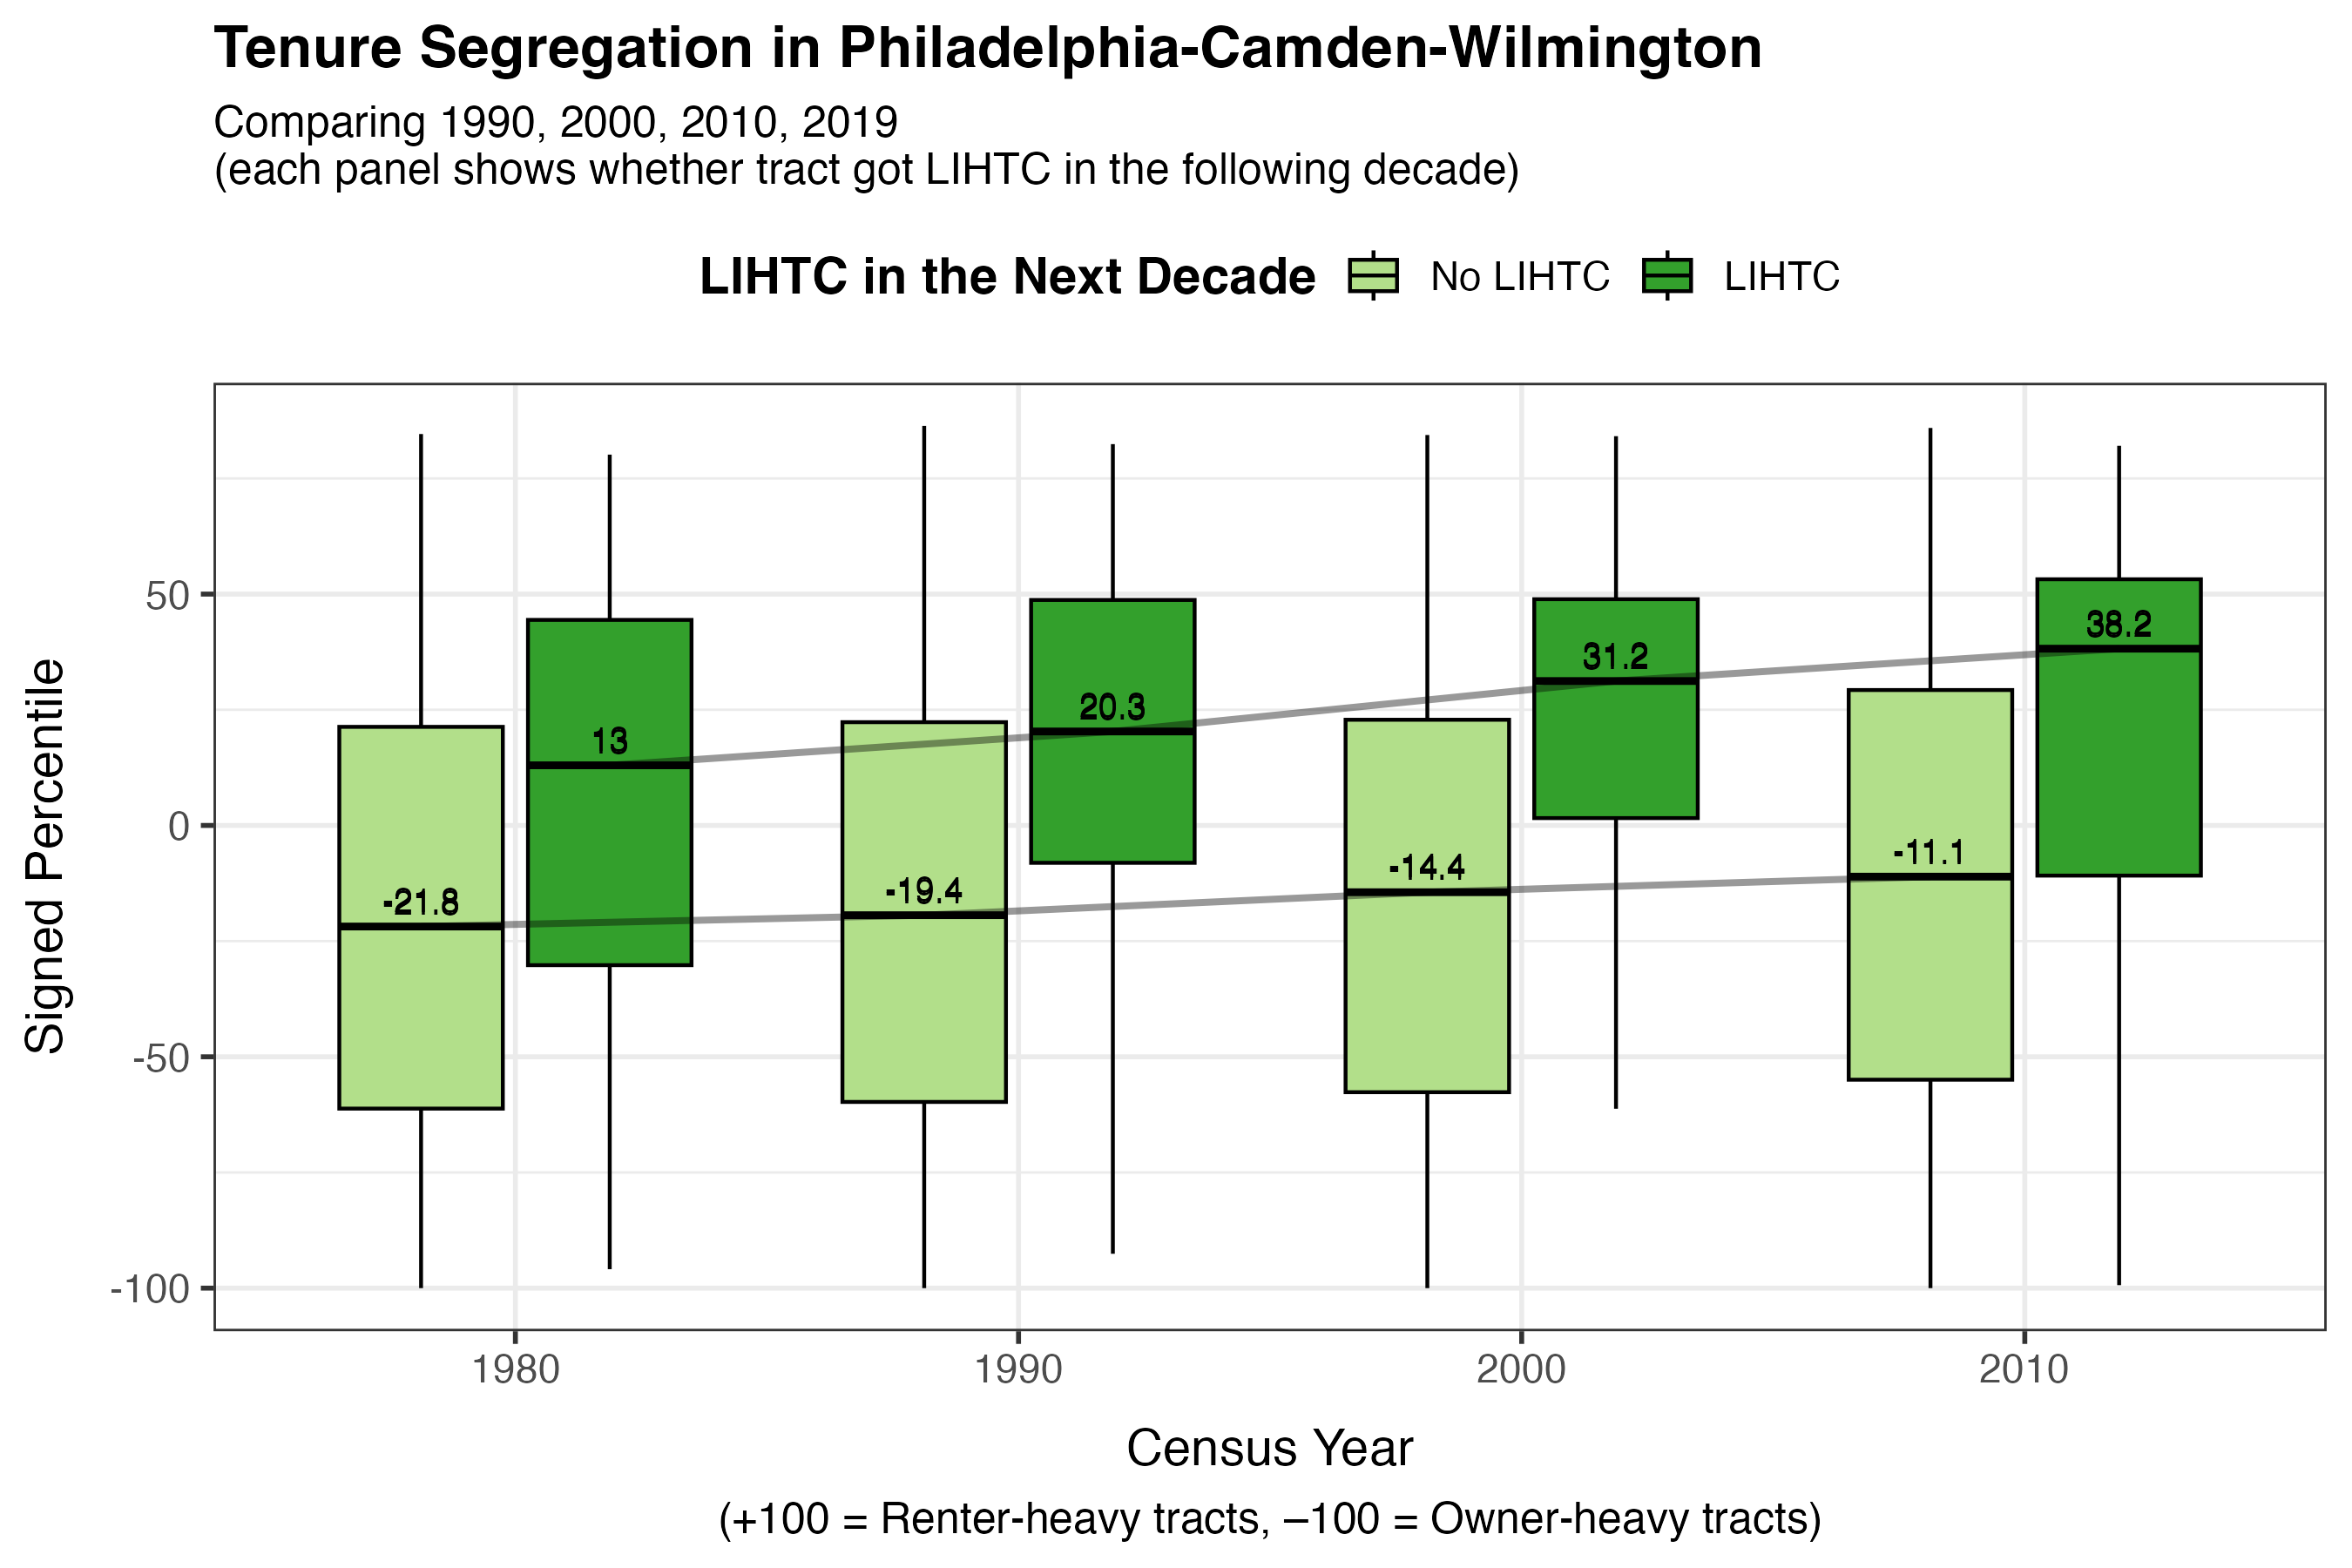 Tenure Segregation in Philadelphia-Camden-Wilmington
Comparing 1990, 2000, 2010, 2019
(each panel shows whether tract got LIHTC in the following decade)
LIHTC in the Next Decade No LIHTC LIHTC
Signed Percentile
50
0
-50
-100
-21.8
13
-19.4
20.3
-14.4
31.2
-11.1
38.2
1980 1990 2000 2010
Census Year
(+100 = Renter-heavy tracts, –100 = Owner-heavy tracts)